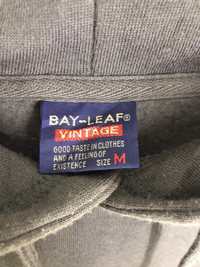 BAY-LEAF®
VINTAGE
GOOD TASTE IN CLOTHES
AND A FEELING OF
EXISTENCE SIZE M